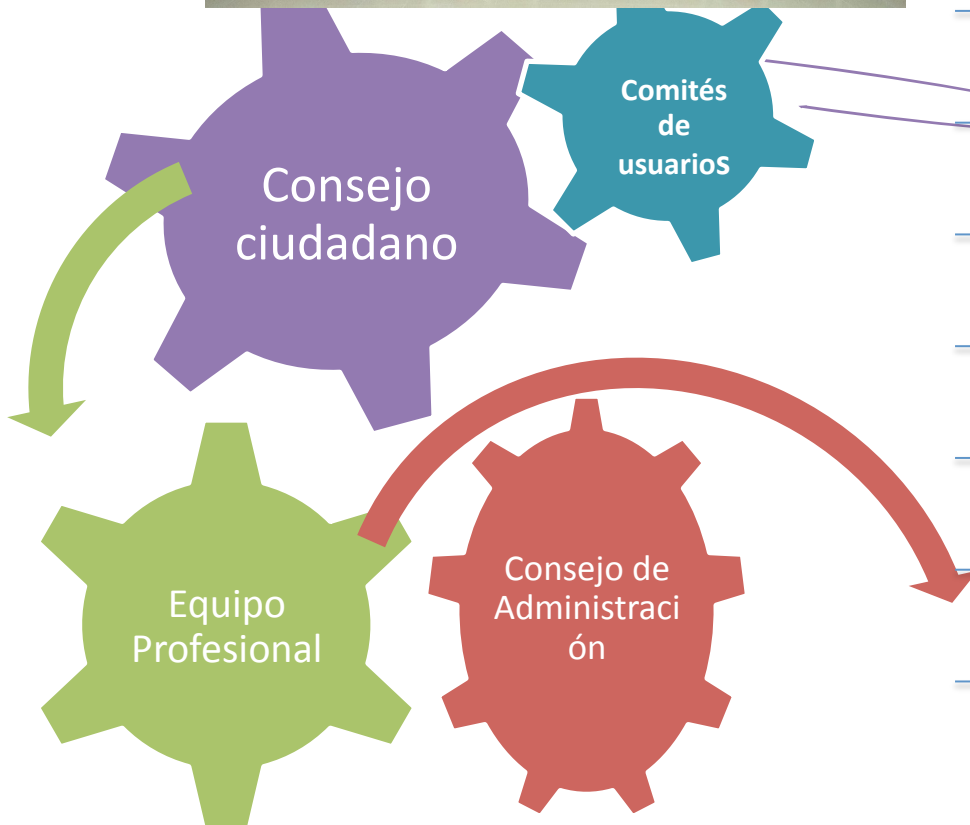 Comités
de
usuarios
Consejo
ciudadano
Consejo de
Administraci
ón
Equipo
Profesional